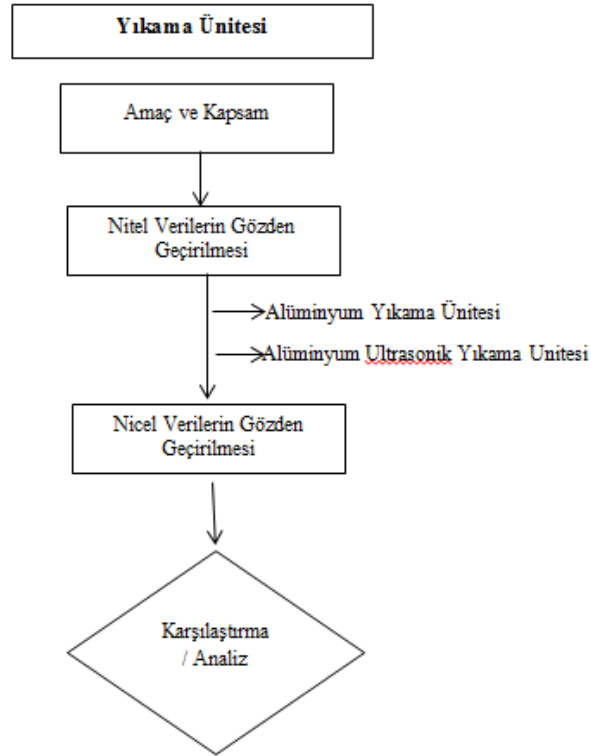 Yıkama Ünitesi
Amaç ve Kapsam
Nitel Verilerin Gözden
Geçirilmesi
Alüminyum Yıkama Ünitesi
Alüminyum Ultrasonik Yıkama Unitesi
Nicel Verilerin Gözden
Geçirilmesi
Karşılaştırma
/ Analiz